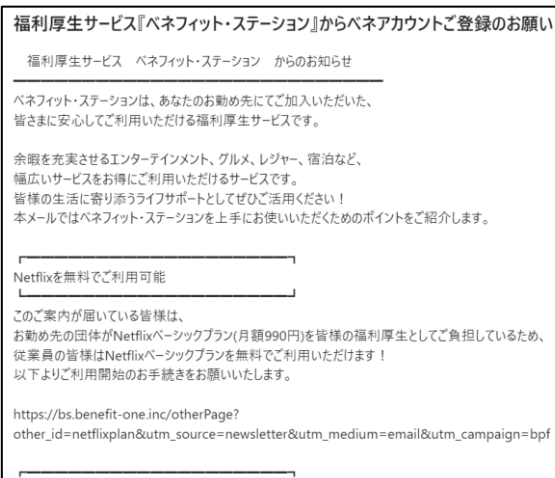 福利厚生サービス『ベネフィット・ステーション』からベネアカウントご登録のお願い
福利厚生サービス　ベネフィット・ステーション　からのお知らせ
ベネフィット・ステーションは、あなたのお勤め先にてご加入いただいた、
皆さまに安心してご利用いただける福利厚生サービスです。
余暇を充実させるエンターテインメント、グルメ、レジャー、宿泊など、
幅広いサービスをお得にご利用いただけるサービスです。
皆様の生活に寄り添うライフサポートとしてぜひご活用ください！
本メールではベネフィット・ステーションを上手にお使いいただくためのポイントをご紹介します。
Netflixを無料でご利用可能
このご案内が届いている皆様は、
お勤め先の団体がNetflixベーシックプラン(月額990円)を皆様の福利厚生としてご負担しているため、
従業員の皆様はNetflixベーシックプランを無料でご利用いただけます！
以下よりご利用開始のお手続きをお願いいたします。
https://bs.benefit-one.inc/otherPage?
other_id=netflixplan&utm_source=newsletter&utm_medium=email&utm_campaign=bpf